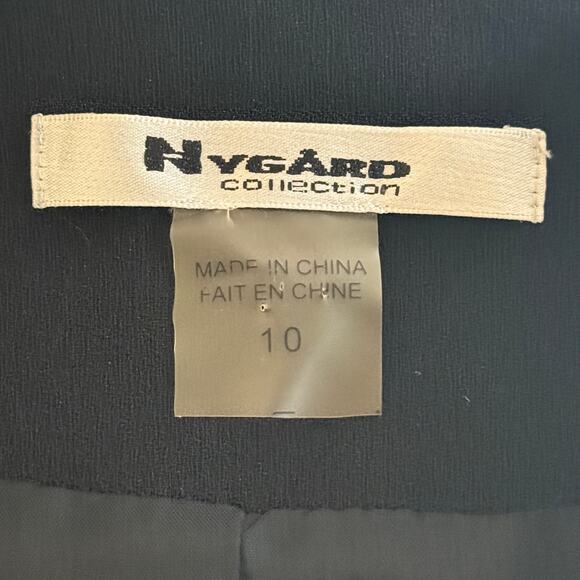 NYGÅRD
collection
MADE IN CHINA
FAIT EN CHINE
10